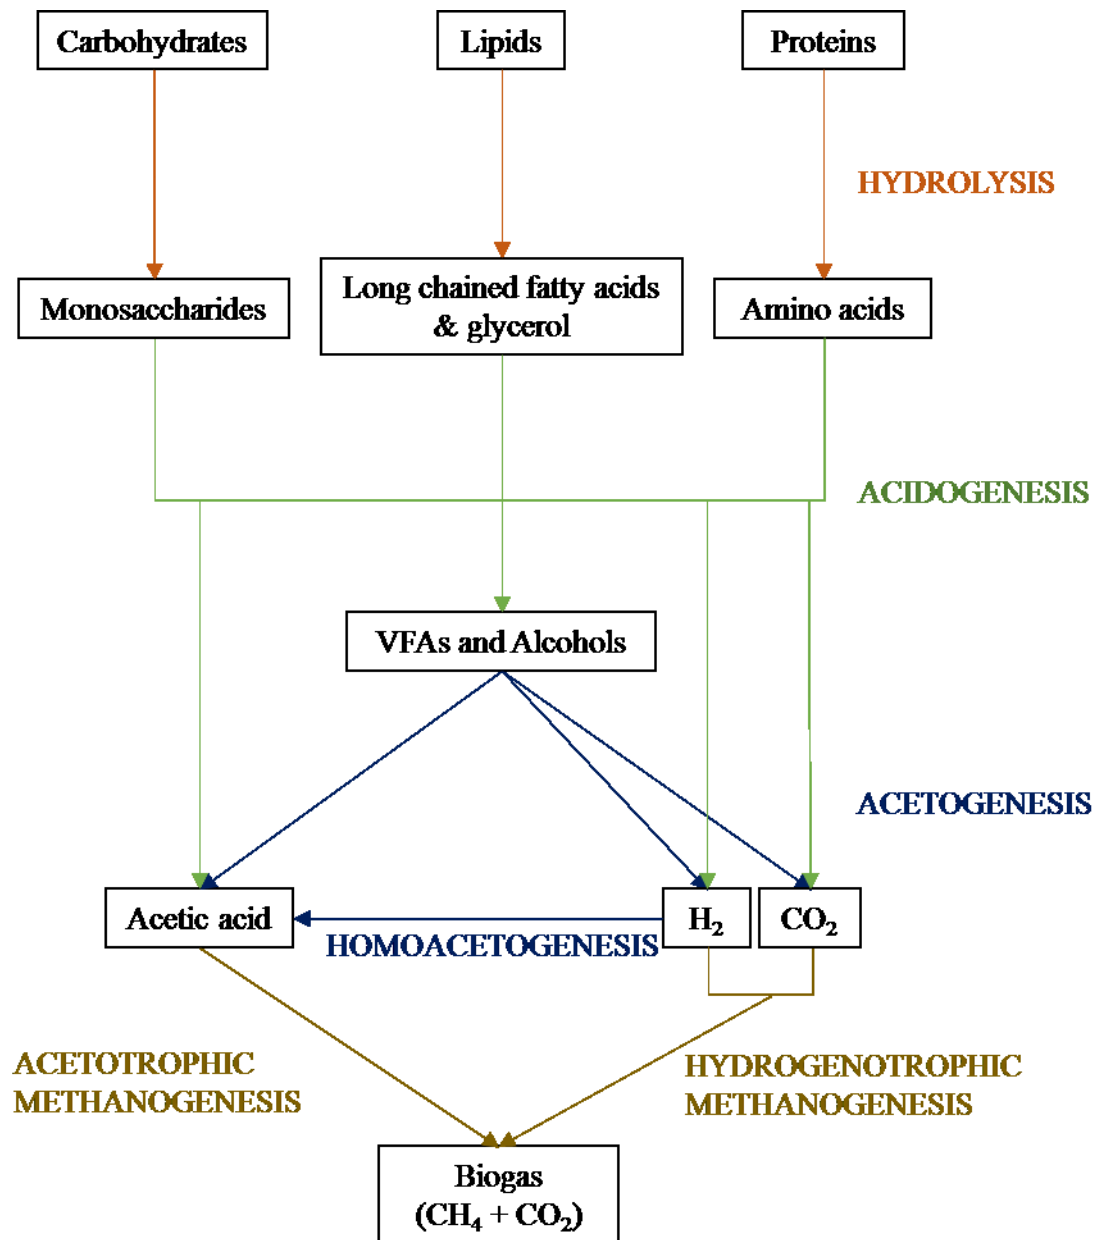 Carbohydrates
Lipids
Proteins
HYDROLYSIS
Monosaccharides
Long chained fatty acids
& glycerol
Amino acids
ACIDOGENESIS
VFAs and Alcohols
ACETOGENESIS
Acetic acid
H₂
CO₂
HOMOACETOGENESIS
ACETOTROPHIC
METHANOGENESIS
HYDROGENOTROPHIC
METHANOGENESIS
Biogas
(CH₄ + CO₂)